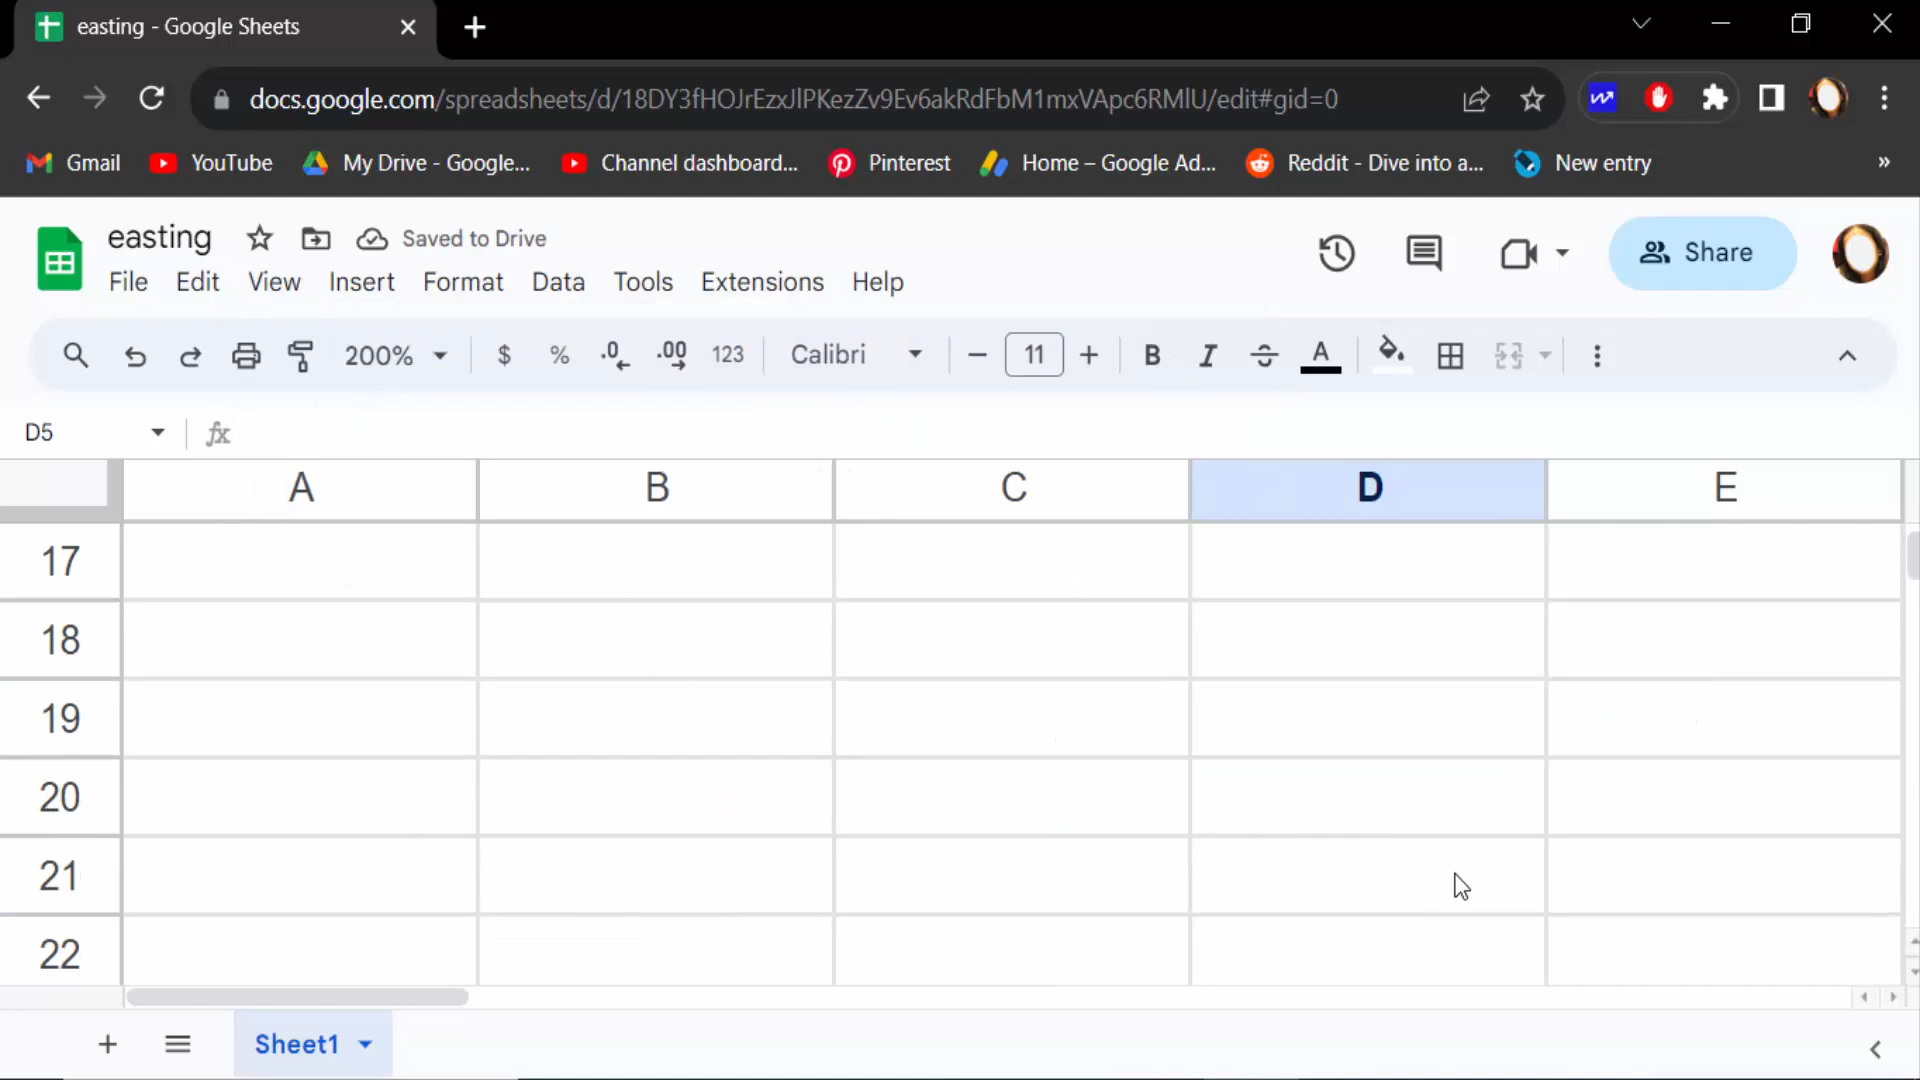 easting - Google Sheets
docs.google.com/spreadsheets/d/18DY3fHOJrEzxJlPKezZv9Ev6akRdFbM1mxVApc6RMlU/edit#gid=0
Gmail YouTube My Drive - Google... Channel dashboard... Pinterest Home – Google Ad... Reddit - Dive into a... New entry »
easting Saved to Drive
Share
File Edit View Insert Format Data Tools Extensions Help
200% $ % .0 .00 123 Calibri 11 B I S A
D5 fx
A B C D E
17
18
19
20
21
22
Sheet1